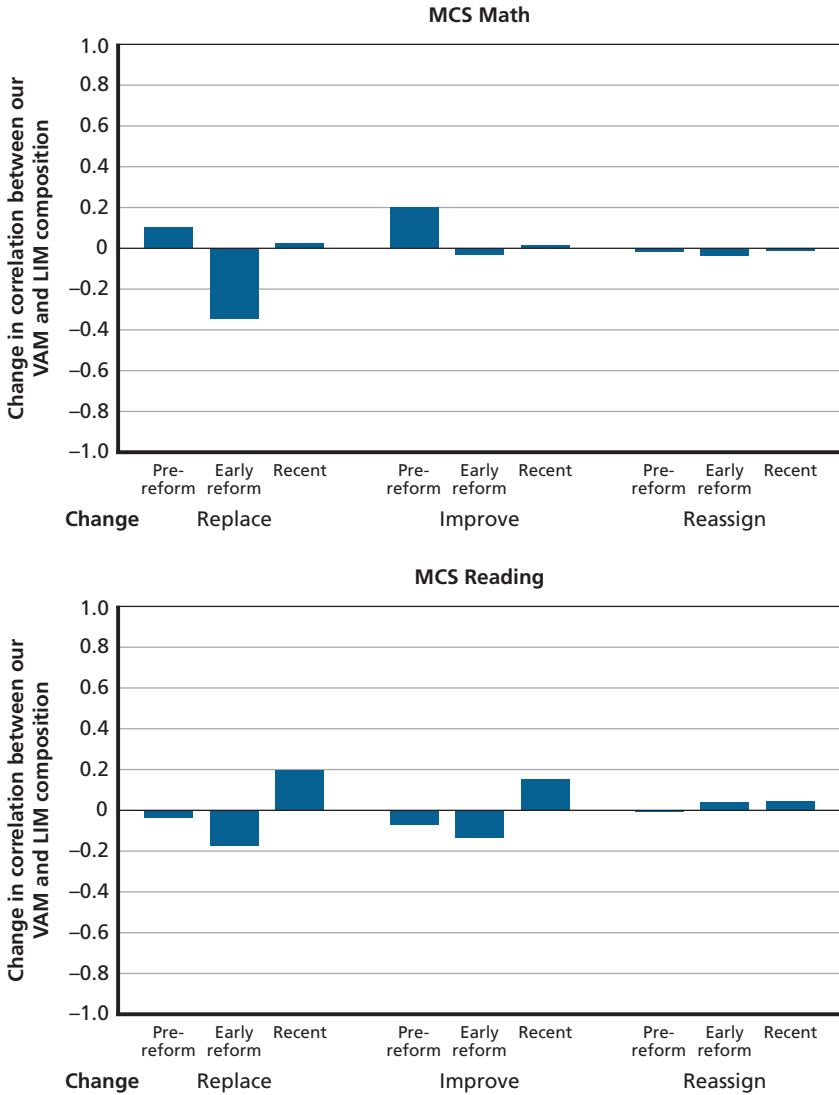 MCS Math
Change in correlation between our
VAM and LIM composition
1.0
0.8
0.6
0.4
0.2
0
–0.2
–0.4
–0.6
–0.8
–1.0
Pre- Early Recent Pre- Early Recent Pre- Early Recent
reform reform reform reform reform reform
Change Replace Improve Reassign
MCS Reading
Change in correlation between our
VAM and LIM composition
1.0
0.8
0.6
0.4
0.2
0
–0.2
–0.4
–0.6
–0.8
–1.0
Pre- Early Recent Pre- Early Recent Pre- Early Recent
reform reform reform reform reform reform
Change Replace Improve Reassign